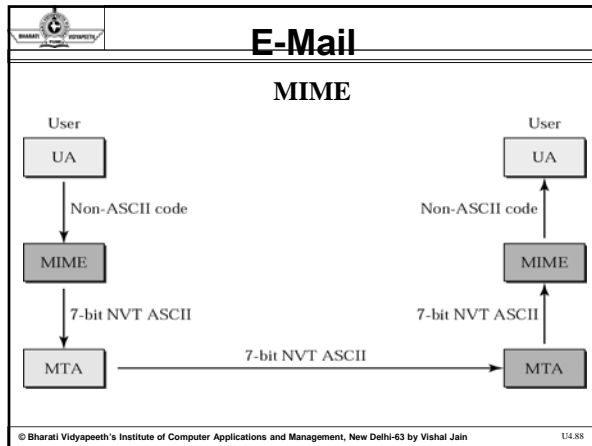 BHARATI VIDYAPEETH
E-Mail
MIME
User User
UA UA
Non-ASCII code Non-ASCII code
MIME MIME
7-bit NVT ASCII 7-bit NVT ASCII
MTA 7-bit NVT ASCII MTA
© Bharati Vidyapeeth's Institute of Computer Applications and Management, New Delhi-63 by Vishal Jain U4.88